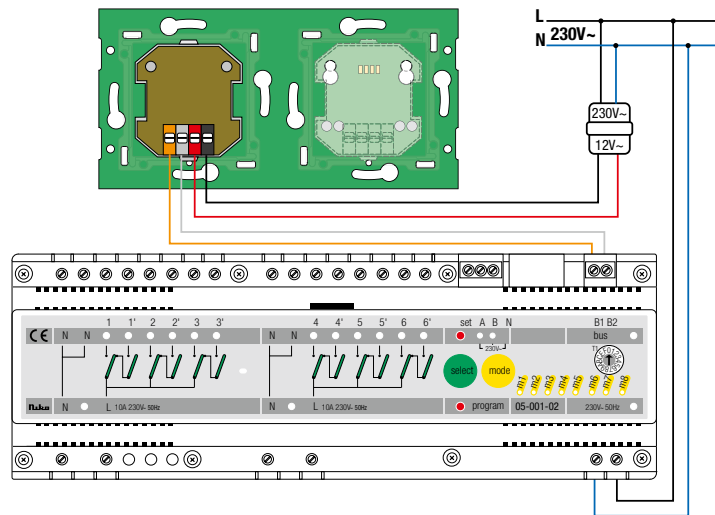 L
N 230V~
230V~
12V~
1 1' 2 2' 3 3' 4 4' 5 5' 6 6'
CE N N N N set A B N B1 B2
230V~ bus
select mode
m1 m2 m3 m4 m5 m6 m7 m8
Niko N L 10A 230V~ 50Hz N L 10A 230V~ 50Hz program 05-001-02 230V~ 50Hz